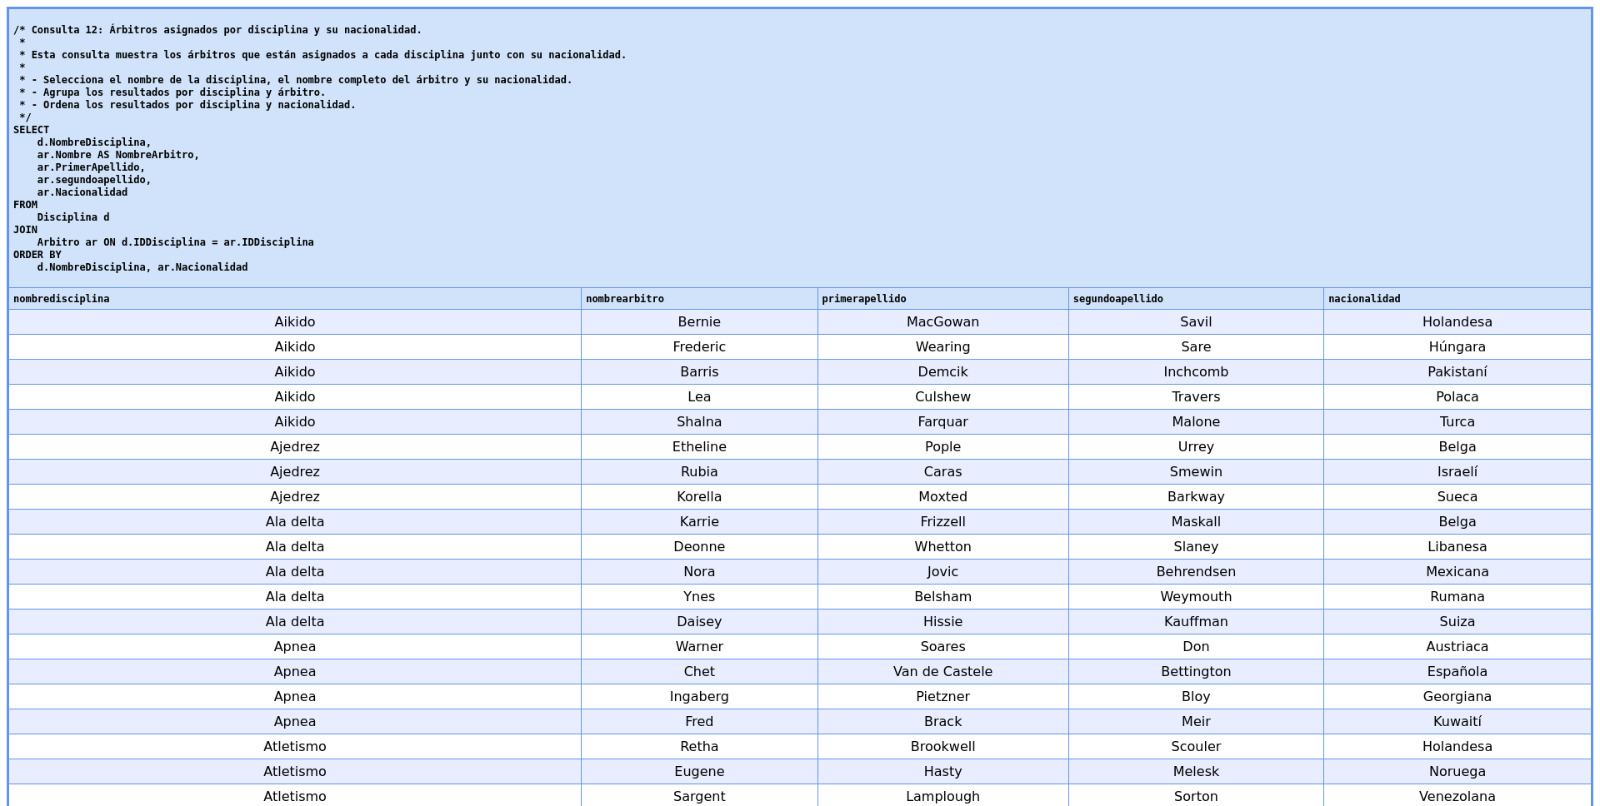 /* Consulta 12: Árbitros asignados por disciplina y su nacionalidad.
 *
 * Esta consulta muestra los árbitros que están asignados a cada disciplina junto con su nacionalidad.
 *
 * - Selecciona el nombre de la disciplina, el nombre completo del árbitro y su nacionalidad.
 * - Agrupa los resultados por disciplina y árbitro.
 * - Ordena los resultados por disciplina y nacionalidad.
 */
SELECT
    d.NombreDisciplina,
    ar.Nombre AS NombreArbitro,
    ar.PrimerApellido,
    ar.segundoapellido,
    ar.Nacionalidad
FROM
    Disciplina d
JOIN
    Arbitro ar ON d.IDDisciplina = ar.IDDisciplina
ORDER BY
    d.NombreDisciplina, ar.Nacionalidad
nombredisciplina nombrearbitro primerapellido segundoapellido nacionalidad
Aikido Bernie MacGowan Savil Holandesa
Aikido Frederic Wearing Sare Húngara
Aikido Barris Demcik Inchcomb Pakistaní
Aikido Lea Culshew Travers Polaca
Aikido Shalna Farquar Malone Turca
Ajedrez Etheline Pople Urrey Belga
Ajedrez Rubia Caras Smewin Israelí
Ajedrez Korella Moxted Barkway Sueca
Ala delta Karrie Frizzell Maskall Belga
Ala delta Deonne Whetton Slaney Libanesa
Ala delta Nora Jovic Behrendsen Mexicana
Ala delta Ynes Belsham Weymouth Rumana
Ala delta Daisey Hissie Kauffman Suiza
Apnea Warner Soares Don Austriaca
Apnea Chet Van de Castele Bettington Española
Apnea Ingaberg Pietzner Bloy Georgiana
Apnea Fred Brack Meir Kuwaití
Atletismo Retha Brookwell Scouler Holandesa
Atletismo Eugene Hasty Melesk Noruega
Atletismo Sargent Lamplough Sorton Venezolana